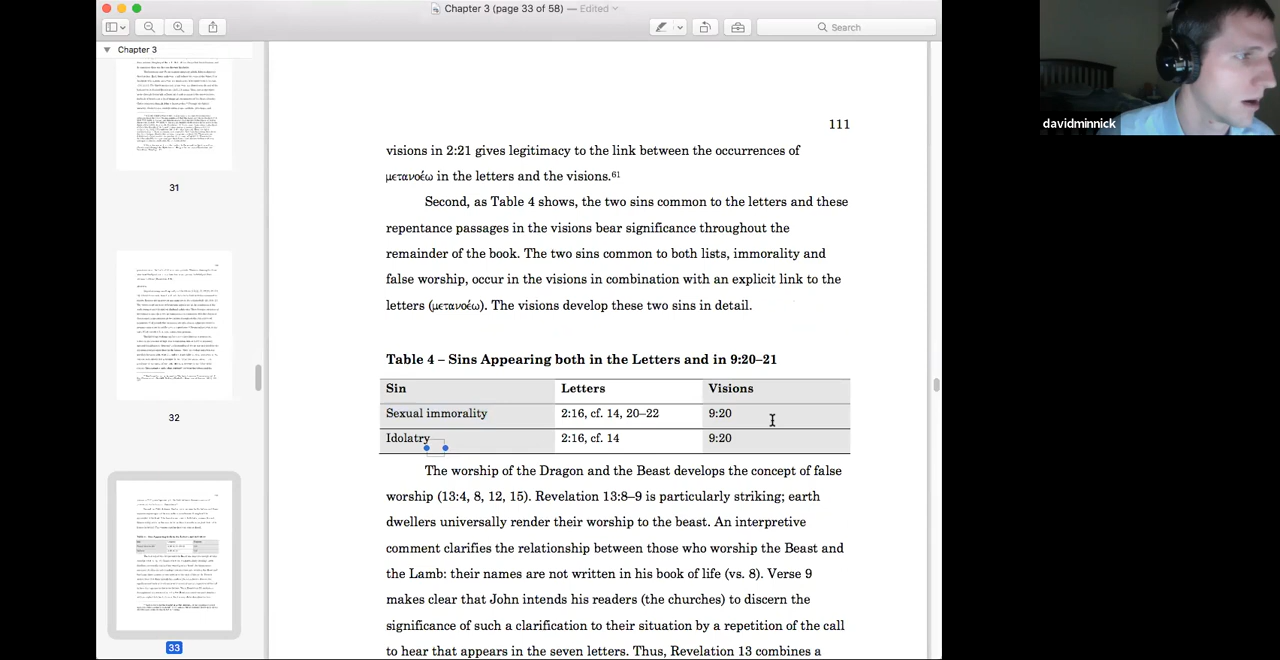 Chapter 3 (page 33 of 58) — Edited
Search
Chapter 3
31
32
33
111
visions in 2:21 gives legitimacy to the link between the occurrences of
μετανοέω in the letters and the visions.61
Second, as Table 4 shows, the two sins common to the letters and these
repentance passages in the visions bear significance throughout the
remainder of the book. The two sins common to both lists, immorality and
false worship, occur in the visions in combination with an explicit link to the
letters (μετανοέω). The visions develop these two sins in detail.
Table 4 – Sins Appearing both the Letters and in 9:20–21
Sin Letters Visions
Sexual immorality 2:16, cf. 14, 20–22 9:20
Idolatry 2:16, cf. 14 9:20
The worship of the Dragon and the Beast develops the concept of false
worship (13:4, 8, 12, 15). Revelation 13:8–9 is particularly striking; earth
dwellers universally render their worship to the beast. An interpretive
comment joins the relationship between those who worship the Beast and
the Lamb; their names are not written in the book of life (vs. 8). Verse 9
makes clear that John intends his audience (the churches) to discern the
significance of such a clarification to their situation by a repetition of the call
to hear that appears in the seven letters. Thus, Revelation 13 combines a
davidminnick